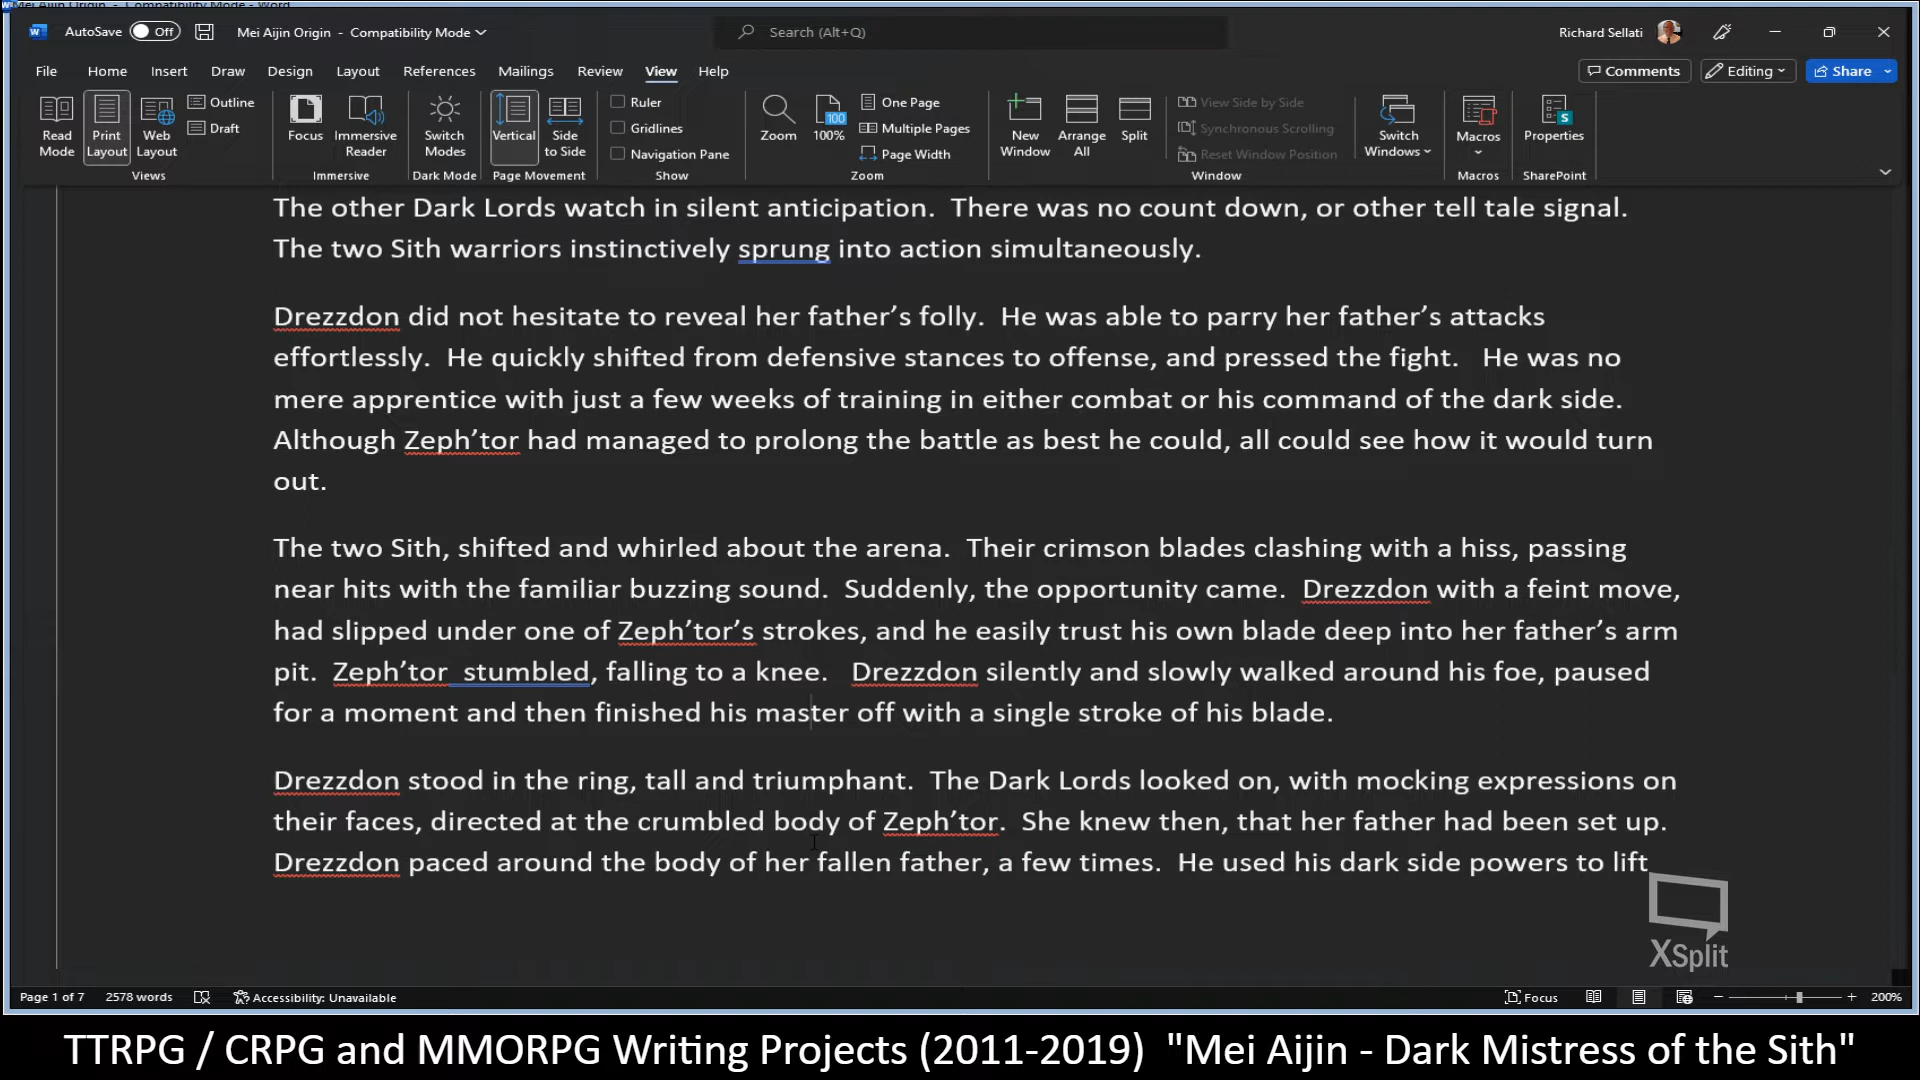 Mei Aijin Origin - Compatibility Mode - Word
AutoSave Off Mei Aijin Origin - Compatibility Mode Search (Alt+Q) Richard Sellati
File Home Insert Draw Design Layout References Mailings Review View Help Comments Editing Share
Read Mode Print Layout Web Layout Outline Draft Focus Immersive Reader Switch Modes Vertical Side to Side Ruler Gridlines Navigation Pane Zoom 100 100% One Page Multiple Pages Page Width New Window Arrange All Split View Side by Side Synchronous Scrolling Reset Window Position Switch Windows Macros Properties
Views Immersive Dark Mode Page Movement Show Zoom Window Macros SharePoint
The other Dark Lords watch in silent anticipation.  There was no count down, or other tell tale signal.
The two Sith warriors instinctively sprung into action simultaneously.
Drezzdon did not hesitate to reveal her father’s folly.  He was able to parry her father’s attacks
effortlessly.  He quickly shifted from defensive stances to offense, and pressed the fight.   He was no
mere apprentice with just a few weeks of training in either combat or his command of the dark side.
Although Zeph’tor had managed to prolong the battle as best he could, all could see how it would turn
out.
The two Sith, shifted and whirled about the arena.  Their crimson blades clashing with a hiss, passing
near hits with the familiar buzzing sound.  Suddenly, the opportunity came.  Drezzdon with a feint move,
had slipped under one of Zeph’tor’s strokes, and he easily trust his own blade deep into her father’s arm
pit.  Zeph’tor  stumbled, falling to a knee.   Drezzdon silently and slowly walked around his foe, paused
for a moment and then finished his master off with a single stroke of his blade.
Drezzdon stood in the ring, tall and triumphant.  The Dark Lords looked on, with mocking expressions on
their faces, directed at the crumbled body of Zeph’tor.  She knew then, that her father had been set up.
Drezzdon paced around the body of her fallen father, a few times.  He used his dark side powers to lift
XSplit
Page 1 of 7 2578 words Accessibility: Unavailable Focus 200%
TTRPG / CRPG and MMORPG Writing Projects (2011-2019)  "Mei Aijin - Dark Mistress of the Sith"